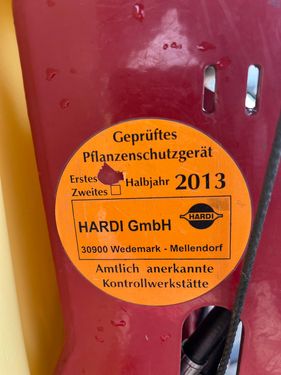 Geprüftes
Pflanzenschutzgerät
Erstes
Zweites Halbjahr 2013
HARDI GmbH HARDI
30900 Wedemark - Mellendorf
Amtlich anerkannte
Kontrollwerkstätte